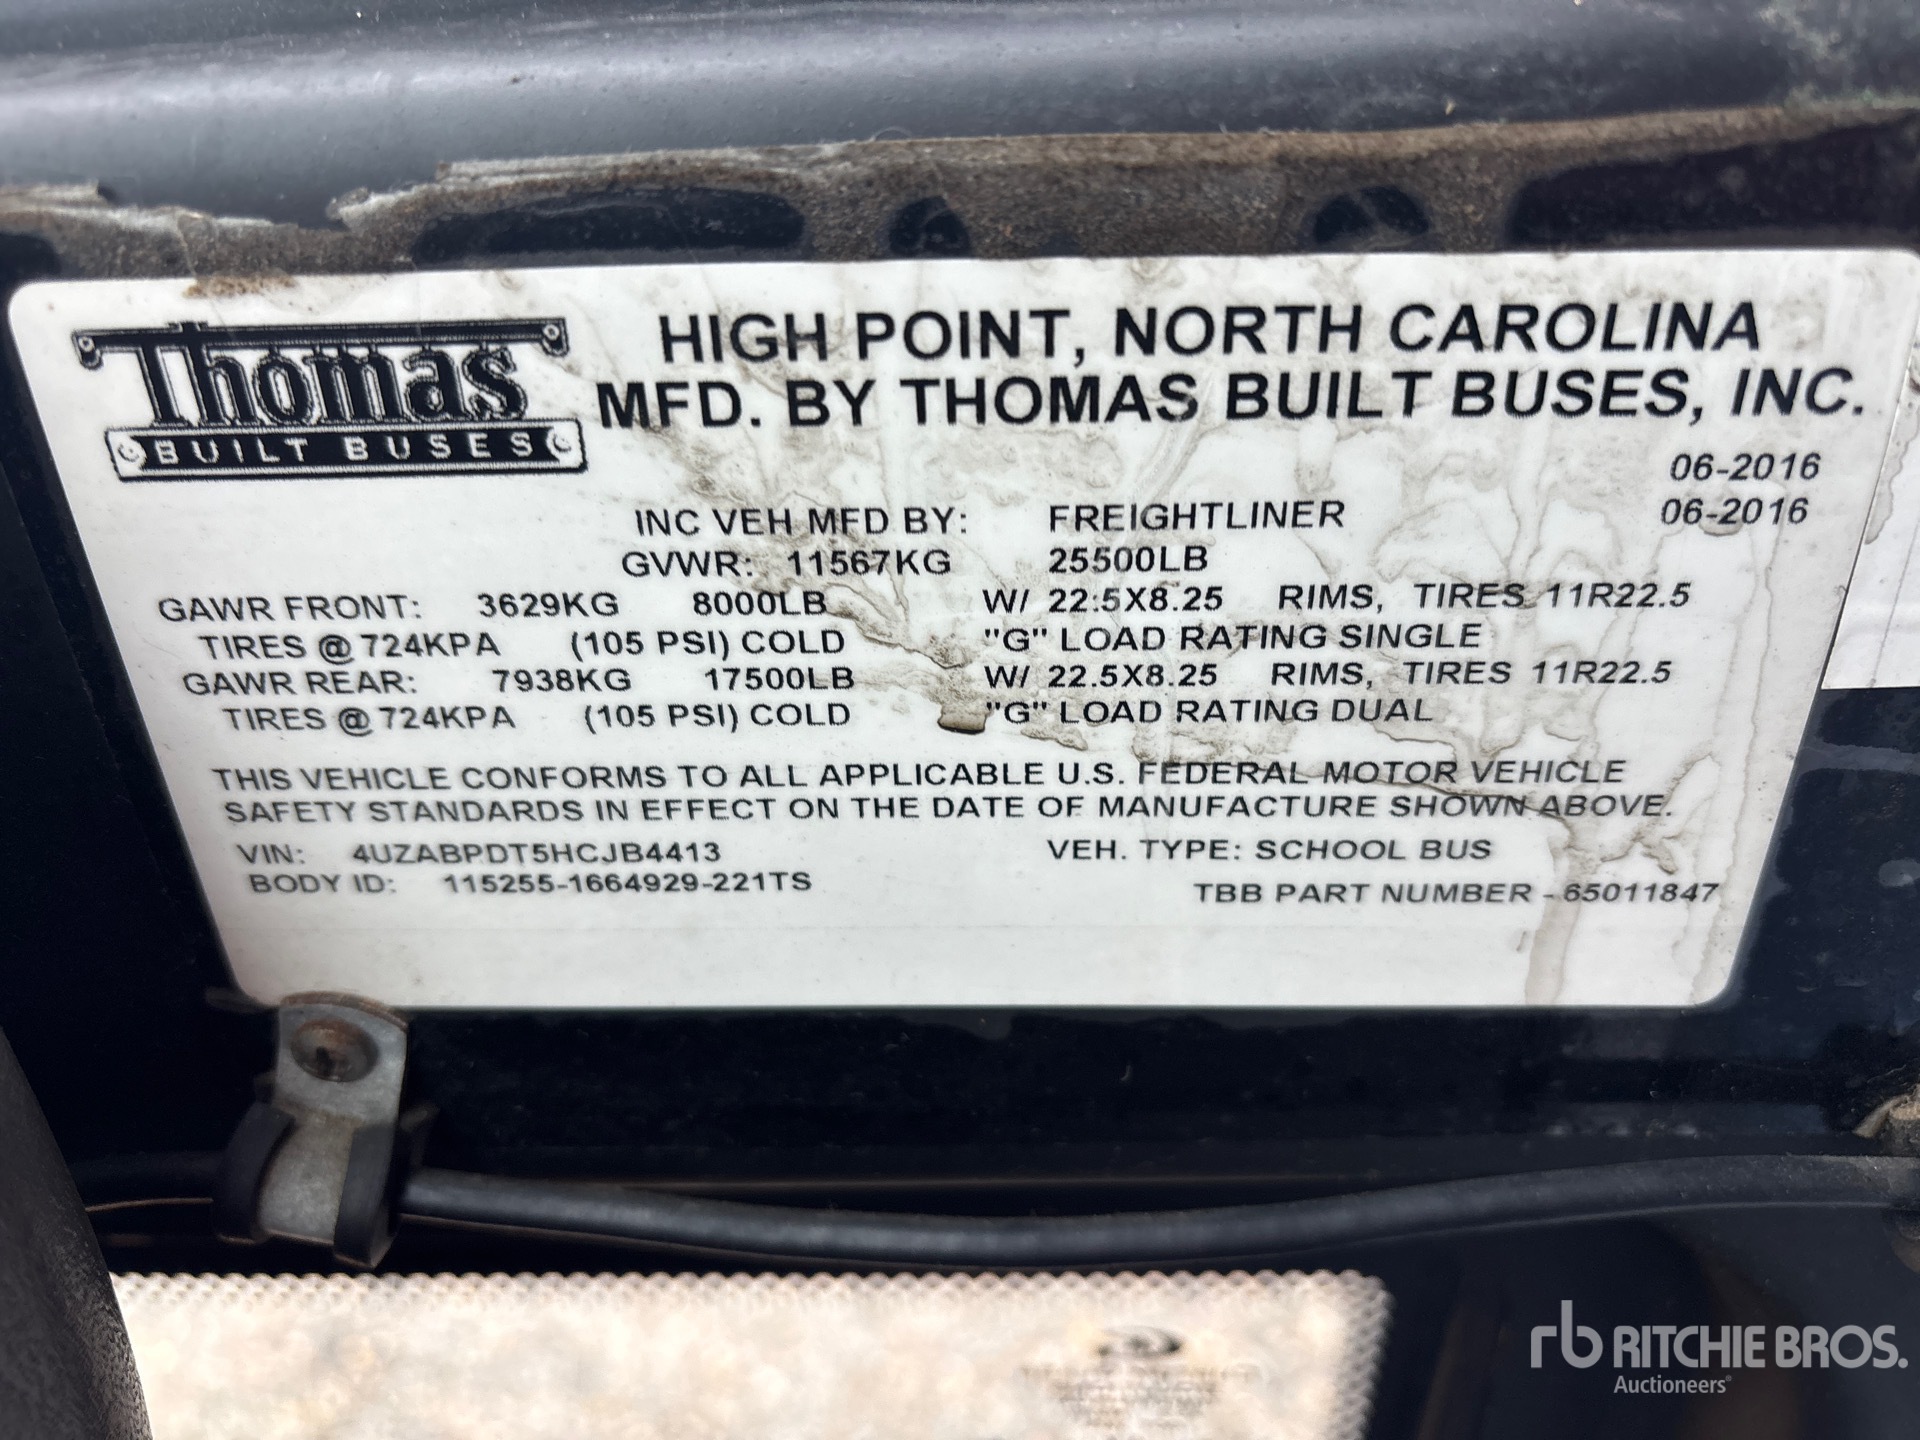 Thomas
BUILT BUSES
HIGH POINT, NORTH CAROLINA
MFD. BY THOMAS BUILT BUSES, INC.
06-2016
INC VEH MFD BY: FREIGHTLINER 06-2016
GVWR: 11567KG 25500LB
GAWR FRONT: 3629KG 8000LB W/ 22.5X8.25 RIMS, TIRES 11R22.5
TIRES @ 724KPA (105 PSI) COLD "G" LOAD RATING SINGLE
GAWR REAR: 7938KG 17500LB W/ 22.5X8.25 RIMS, TIRES 11R22.5
TIRES @ 724KPA (105 PSI) COLD "G" LOAD RATING DUAL
THIS VEHICLE CONFORMS TO ALL APPLICABLE U.S. FEDERAL MOTOR VEHICLE
SAFETY STANDARDS IN EFFECT ON THE DATE OF MANUFACTURE SHOWN ABOVE.
VIN: 4UZABPDT5HCJB4413 VEH. TYPE: SCHOOL BUS
BODY ID: 115255-1664929-221TS TBB PART NUMBER - 65011847
rb RITCHIE BROS.
Auctioneers